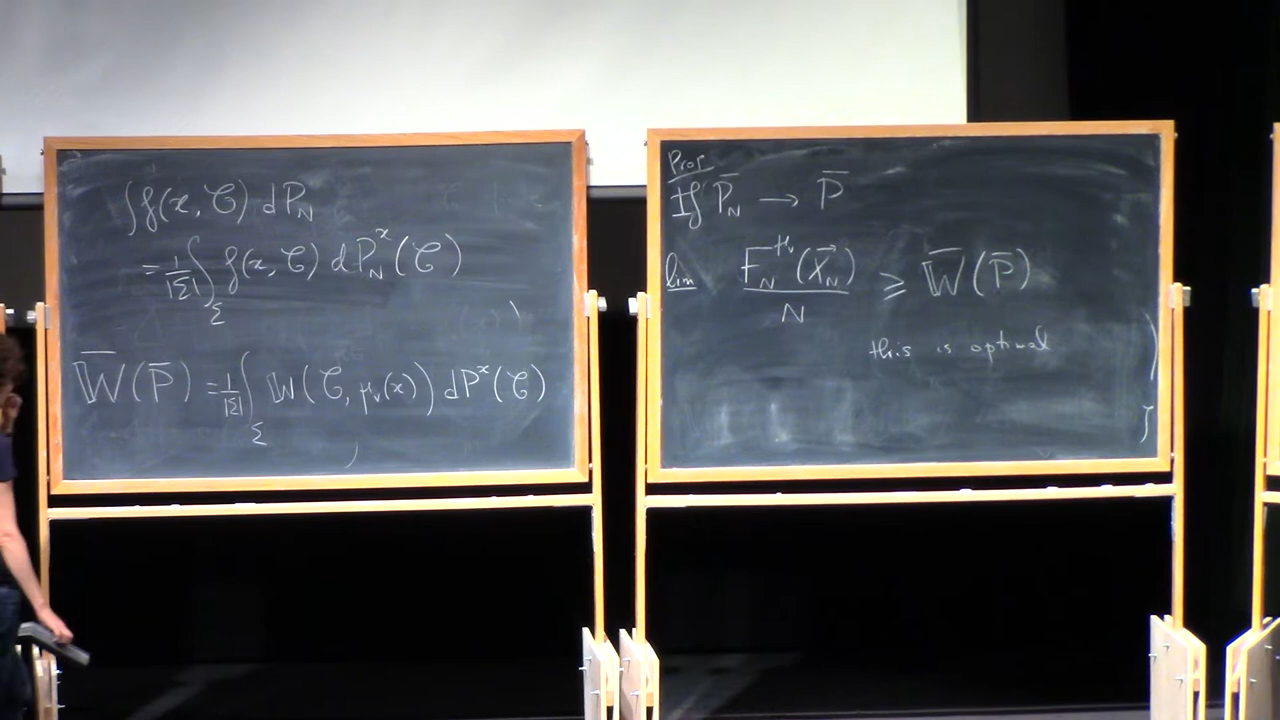 ∫f(x, 𝒞) dP_N
= 1/|Σ| ∫_Σ f(x, 𝒞) dP_N^x(𝒞)
𝕎̅(P̅) = 1/|Σ| ∫_Σ 𝕎(𝒞, μ_v(x)) dP^x(𝒞)
Prop
If P̅_N → P̅
lim F_N^{μ_v}(X⃗_N)/N ≥ 𝕎̅(P̅)
this is optimal